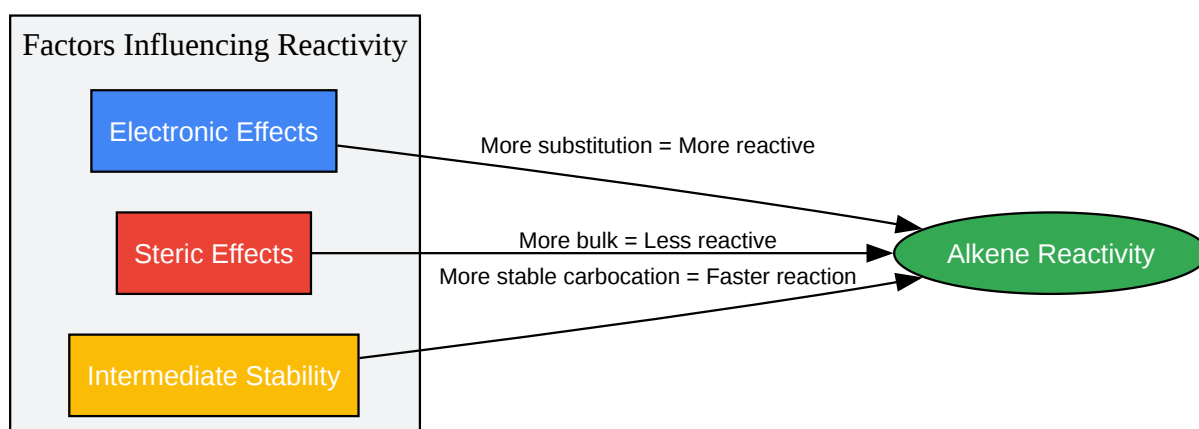 Factors Influencing Reactivity
Electronic Effects
More substitution = More reactive
Steric Effects
More bulk = Less reactive
Alkene Reactivity
More stable carbocation = Faster reaction
Intermediate Stability